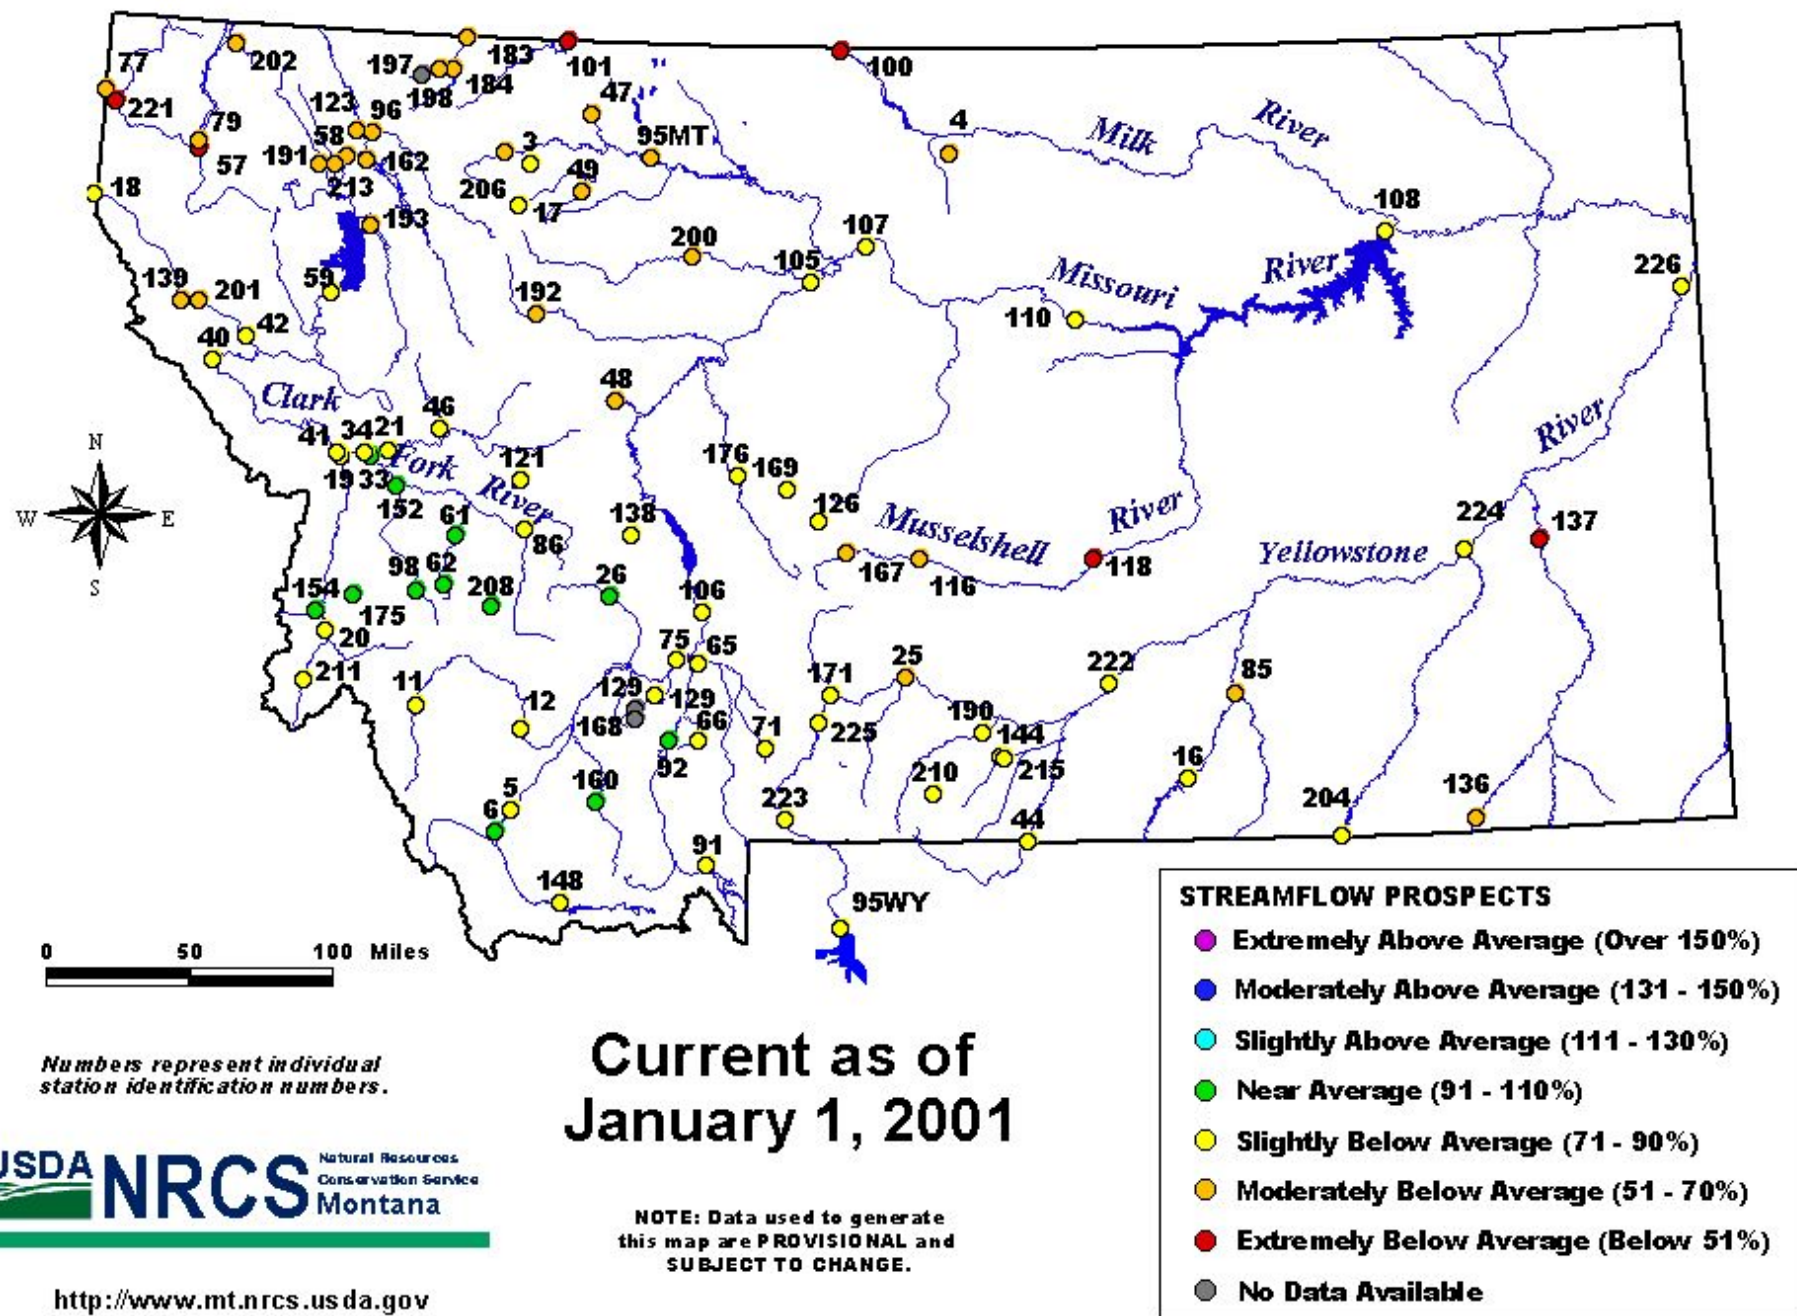 77
202
197
183
101
100
198
184
221
123
96
47
79
58
3
95MT
4
Milk
River
57
191
162
213
206
49
17
18
193
107
108
200
105
139
201
59
192
Missouri
River
226
42
110
40
48
Clark
46
41
34
21
Fork
River
N
W
E
S
19
33
121
176
169
152
61
138
126
Musselshell
River
River
224
137
86
Yellowstone
98
62
208
26
167
116
118
154
175
106
20
75
65
211
11
12
129
129
171
25
222
85
168
66
71
225
190
144
92
210
215
16
5
160
6
223
44
204
136
91
148
95WY
0 50 100 Miles
Numbers represent individual
station identification numbers.
USDA NRCS
Natural Resources
Conservation Service
Montana
http://www.mt.nrcs.usda.gov
Current as of
January 1, 2001
NOTE: Data used to generate
this map are PROVISIONAL and
SUBJECT TO CHANGE.
STREAMFLOW PROSPECTS
Extremely Above Average (Over 150%)
Moderately Above Average (131 - 150%)
Slightly Above Average (111 - 130%)
Near Average (91 - 110%)
Slightly Below Average (71 - 90%)
Moderately Below Average (51 - 70%)
Extremely Below Average (Below 51%)
No Data Available